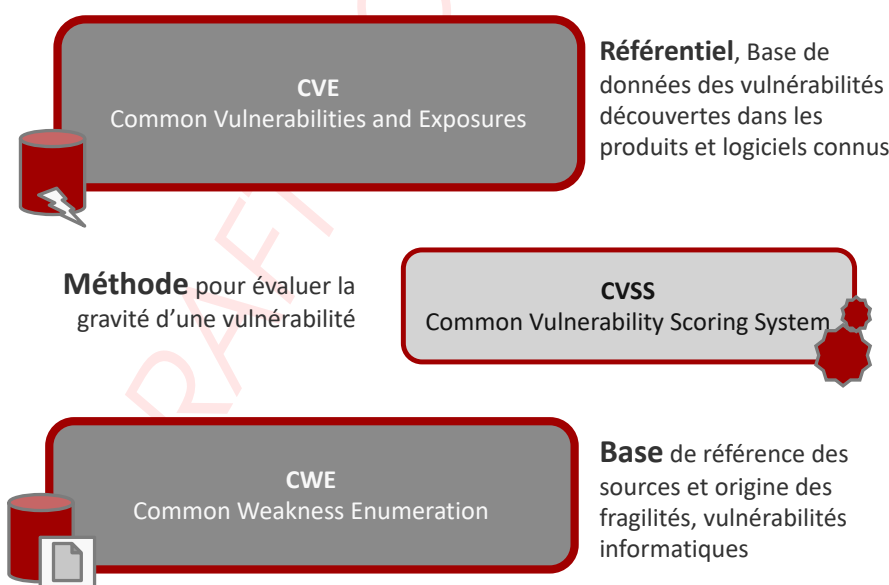 CVE
Common Vulnerabilities and Exposures
Référentiel, Base de
données des vulnérabilités
découvertes dans les
produits et logiciels connus
Méthode pour évaluer la
gravité d’une vulnérabilité
CVSS
Common Vulnerability Scoring System
CWE
Common Weakness Enumeration
Base de référence des
sources et origine des
fragilités, vulnérabilités
informatiques